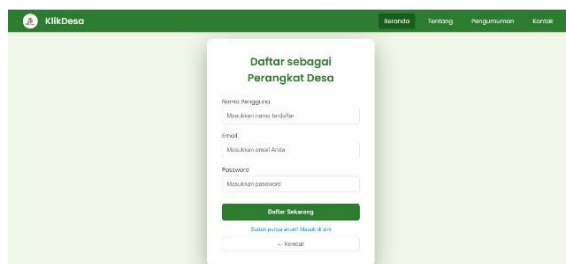 KlikDesa
Beranda Tentang Pengumuman Kontak
Daftar sebagai
Perangkat Desa
Nama Pengguna
Masukkan nama terdaftar
Email
Masukkan email Anda
Password
Masukkan password
Daftar Sekarang
Sudah punya akun? Masuk di sini
← Kembali